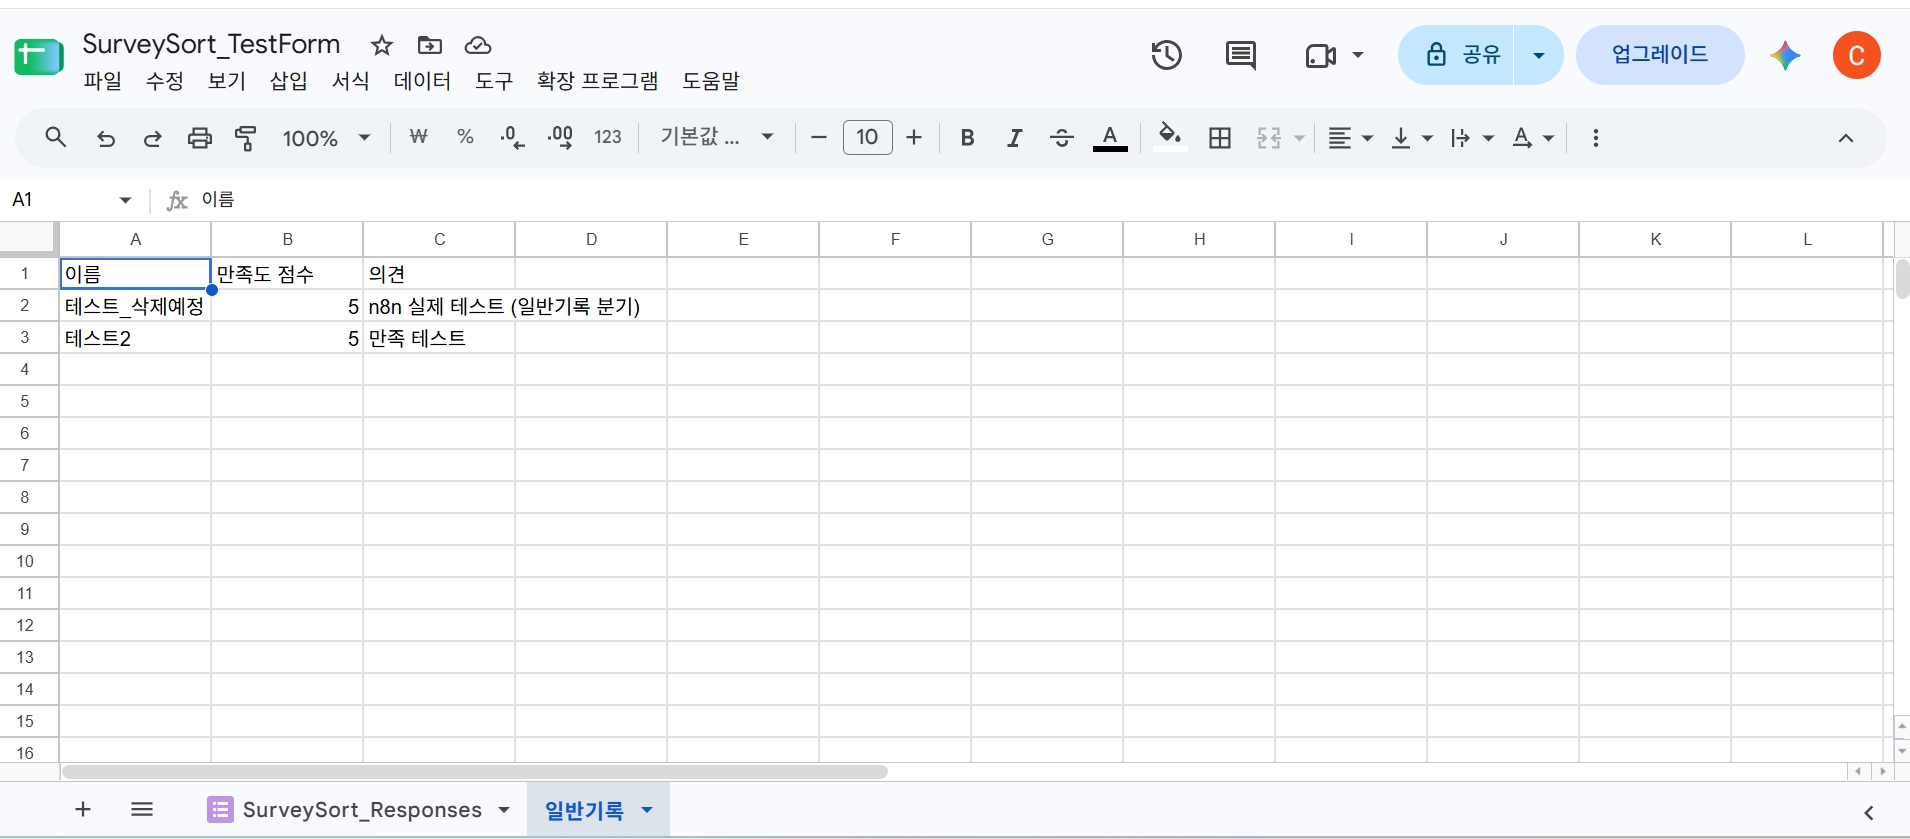 SurveySort_TestForm
파일 수정 보기 삽입 서식 데이터 도구 확장 프로그램 도움말
공유 업그레이드 C
100% ₩ % .0 .00 123 기본값 ... 10 B I A A
A1 fx 이름
A B C D E F G H I J K L
1 이름 만족도 점수 의견
2 테스트_삭제예정 5 n8n 실제 테스트 (일반기록 분기)
3 테스트2 5 만족 테스트
4
5
6
7
8
9
10
11
12
13
14
15
16
SurveySort_Responses 일반기록